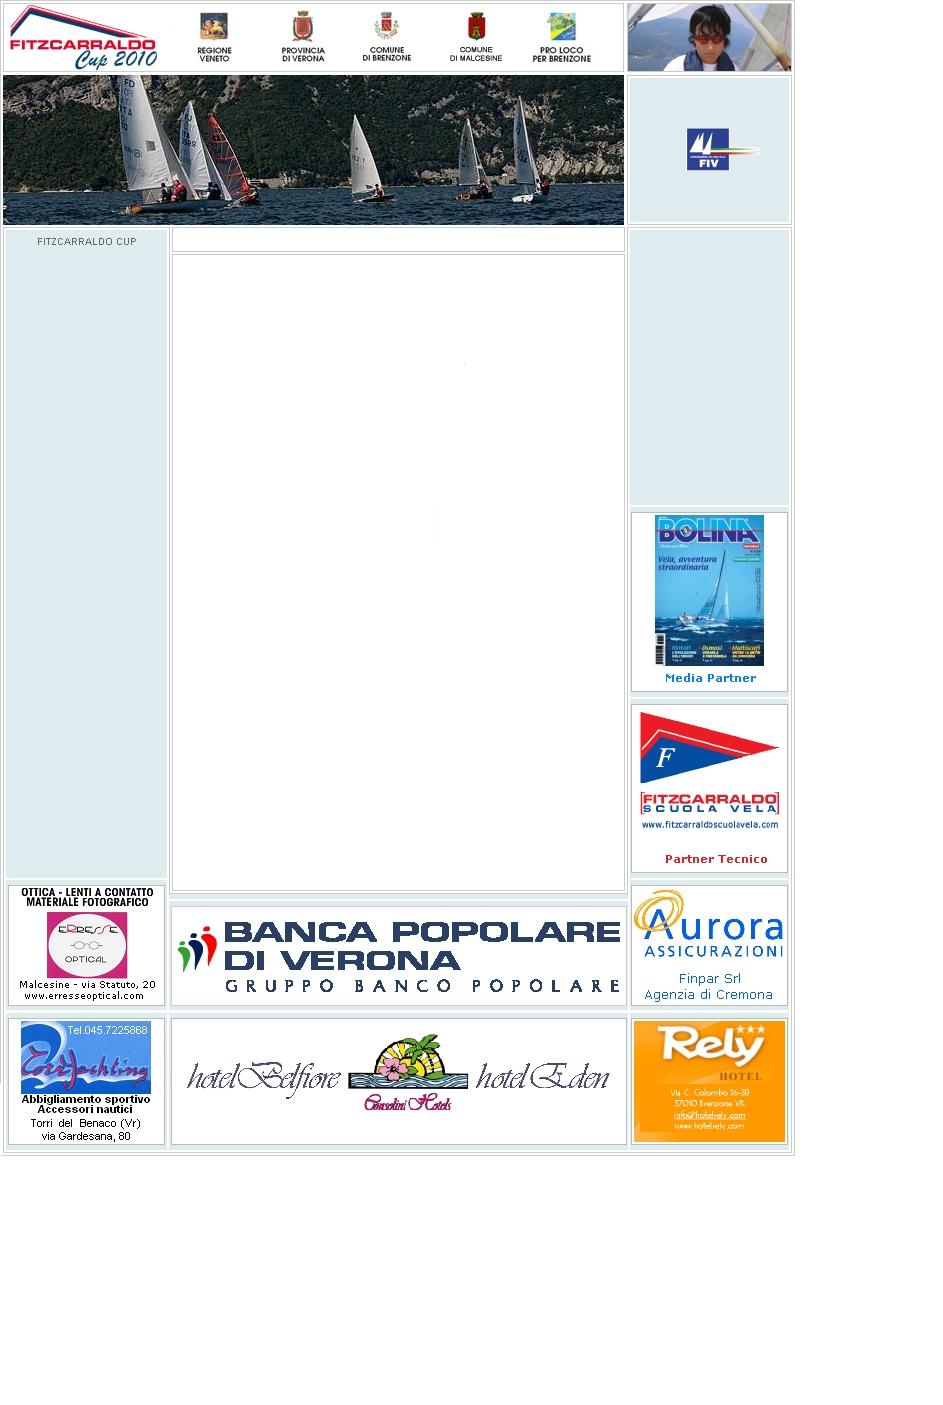 FITZCARRALDO
Cup 2010
REGIONE
VENETO
PROVINCIA
DI VERONA
COMUNE
DI BRENZONE
COMUNE
DI MALCESINE
PRO LOCO
PER BRENZONE
FIV
FITZCARRALDO CUP
BOLINA
Vela, avventura
straordinaria
Motori
Osmosi
Multiscafi
Media Partner
F
FITZCARRALDO
SCUOLA VELA
www.fitzcarraldoscuolavela.com
Partner Tecnico
OTTICA - LENTI A CONTATTO
MATERIALE FOTOGRAFICO
ERRESSE
OPTICAL
Malcesine - via Statuto, 20
www.erresseoptical.com
BANCA POPOLARE
DI VERONA
GRUPPO BANCO POPOLARE
Aurora
ASSICURAZIONI
Finpar Srl
Agenzia di Cremona
Tel.045.7225868
TorriYachting
Abbigliamento sportivo
Accessori nautici
Torri del Benaco (Vr)
via Gardesana, 80
hotel Belfiore
Consolini Hotels
hotel Eden
Rely
HOTEL
Via C. Colombo 36-38
37010 Brenzone VR
info@hotelrely.com
www.hotelrely.com